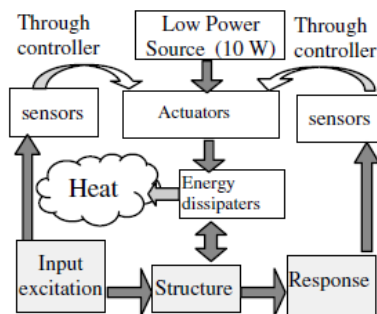 Through
controller
Low Power
Source (10 W)
Through
controller
sensors
Actuators
sensors
Heat
Energy
dissipaters
Input
excitation
Structure
Response